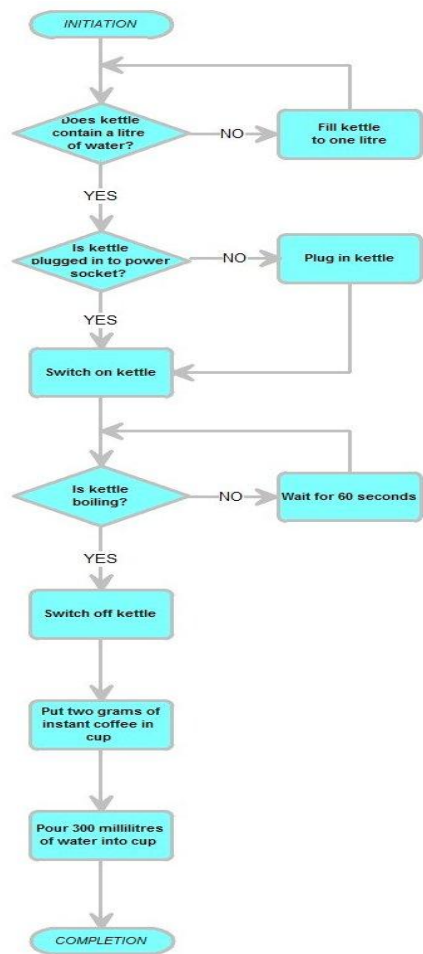 INITIATION
Does kettle
contain a litre
of water?
NO
Fill kettle
to one litre
YES
Is kettle
plugged in to power
socket?
NO
Plug in kettle
YES
Switch on kettle
Is kettle
boiling?
NO
Wait for 60 seconds
YES
Switch off kettle
Put two grams of
instant coffee in
cup
Pour 300 millilitres
of water into cup
COMPLETION